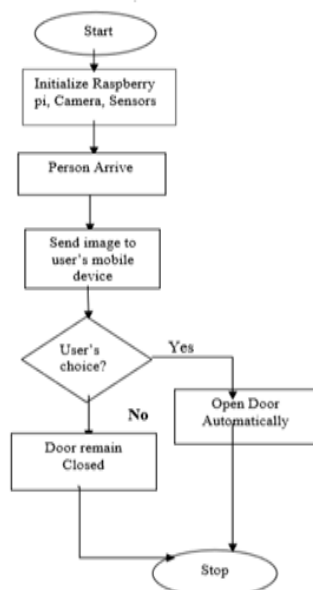 Start
Initialize Raspberry
pi, Camera, Sensors
Person Arrive
Send image to
user's mobile
device
User's
choice?
Yes
No
Open Door
Automatically
Door remain
Closed
Stop